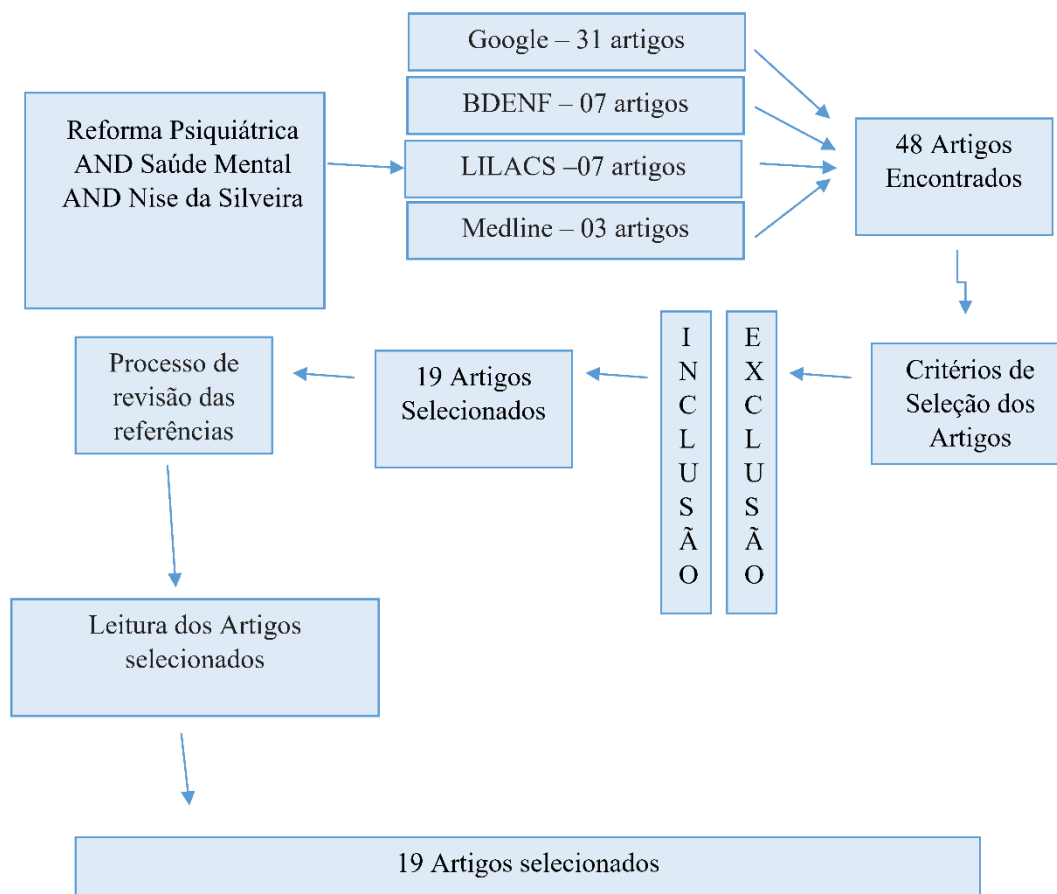 Reforma Psiquiátrica
AND Saúde Mental
AND Nise da Silveira
Google – 31 artigos
BDENF – 07 artigos
LILACS –07 artigos
Medline – 03 artigos
48 Artigos
Encontrados
Critérios de
Seleção dos
Artigos
E
X
C
L
U
S
Ã
O
I
N
C
L
U
S
Ã
O
19 Artigos
Selecionados
Processo de
revisão das
referências
Leitura dos Artigos
selecionados
19 Artigos selecionados